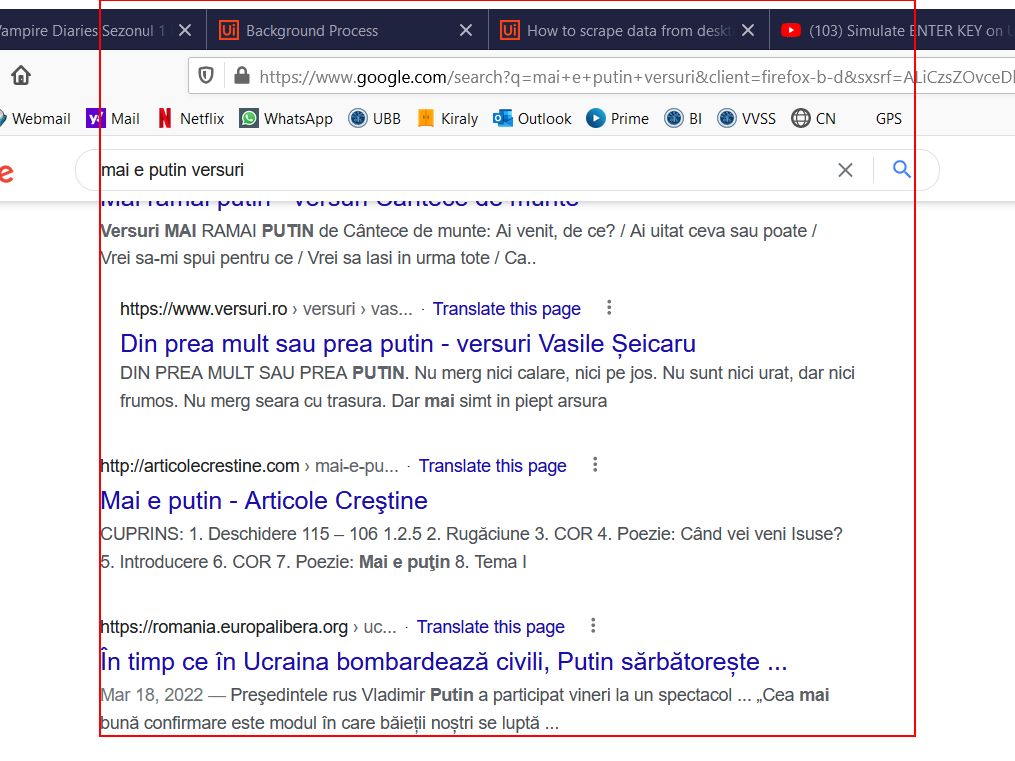 ampire Diaries Sezonul 1
Background Process
How to scrape data from deskt
(103) Simulate ENTER KEY on
https://www.google.com/search?q=mai+e+putin+versuri&client=firefox-b-d&sxsrf=ALiCzsZOvceDl
Webmail Mail Netflix WhatsApp UBB Kiraly Outlook Prime BI VVSS CN GPS
e mai e putin versuri
Mai ramai putin - versuri Cantece de munte
Versuri MAI RAMAI PUTIN de Cântece de munte: Ai venit, de ce? / Ai uitat ceva sau poate /
Vrei sa-mi spui pentru ce / Vrei sa lasi in urma tote / Ca..
https://www.versuri.ro › versuri › vas... · Translate this page
Din prea mult sau prea putin - versuri Vasile Șeicaru
DIN PREA MULT SAU PREA PUTIN. Nu merg nici calare, nici pe jos. Nu sunt nici urat, dar nici
frumos. Nu merg seara cu trasura. Dar mai simt in piept arsura
http://articolecrestine.com › mai-e-pu... · Translate this page
Mai e putin - Articole Creştine
CUPRINS: 1. Deschidere 115 – 106 1.2.5 2. Rugăciune 3. COR 4. Poezie: Când vei veni Isuse?
5. Introducere 6. COR 7. Poezie: Mai e puţin 8. Tema I
https://romania.europalibera.org › uc... · Translate this page
În timp ce în Ucraina bombardează civili, Putin sărbătorește ...
Mar 18, 2022 — Preşedintele rus Vladimir Putin a participat vineri la un spectacol ... „Cea mai
bună confirmare este modul în care băieții noștri se luptă ...